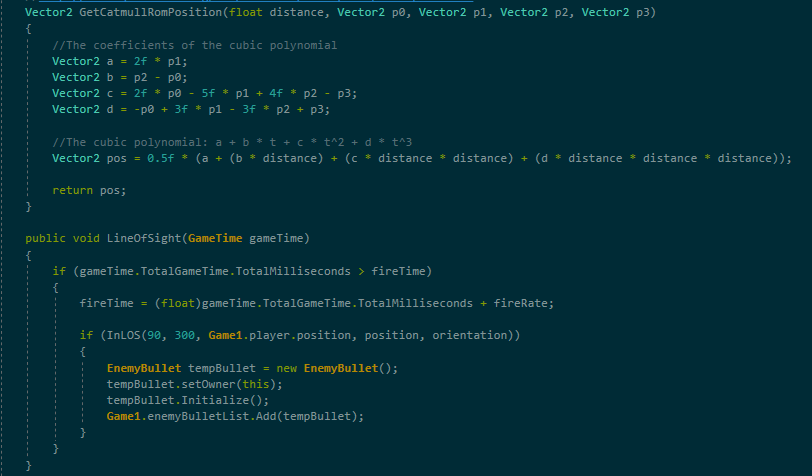 Vector2 GetCatmullRomPosition(float distance, Vector2 p0, Vector2 p1, Vector2 p2, Vector2 p3)
{
//The coefficients of the cubic polynomial
Vector2 a = 2f * p1;
Vector2 b = p2 - p0;
Vector2 c = 2f * p0 - 5f * p1 + 4f * p2 - p3;
Vector2 d = -p0 + 3f * p1 - 3f * p2 + p3;
//The cubic polynomial: a + b * t + c * t^2 + d * t^3
Vector2 pos = 0.5f * (a + (b * distance) + (c * distance * distance) + (d * distance * distance * distance));
return pos;
}
public void LineOfSight(GameTime gameTime)
{
if (gameTime.TotalGameTime.TotalMilliseconds > fireTime)
{
fireTime = (float)gameTime.TotalGameTime.TotalMilliseconds + fireRate;
if (InLOS(90, 300, Game1.player.position, position, orientation))
{
EnemyBullet tempBullet = new EnemyBullet();
tempBullet.setOwner(this);
tempBullet.Initialize();
Game1.enemyBulletList.Add(tempBullet);
}
}
}